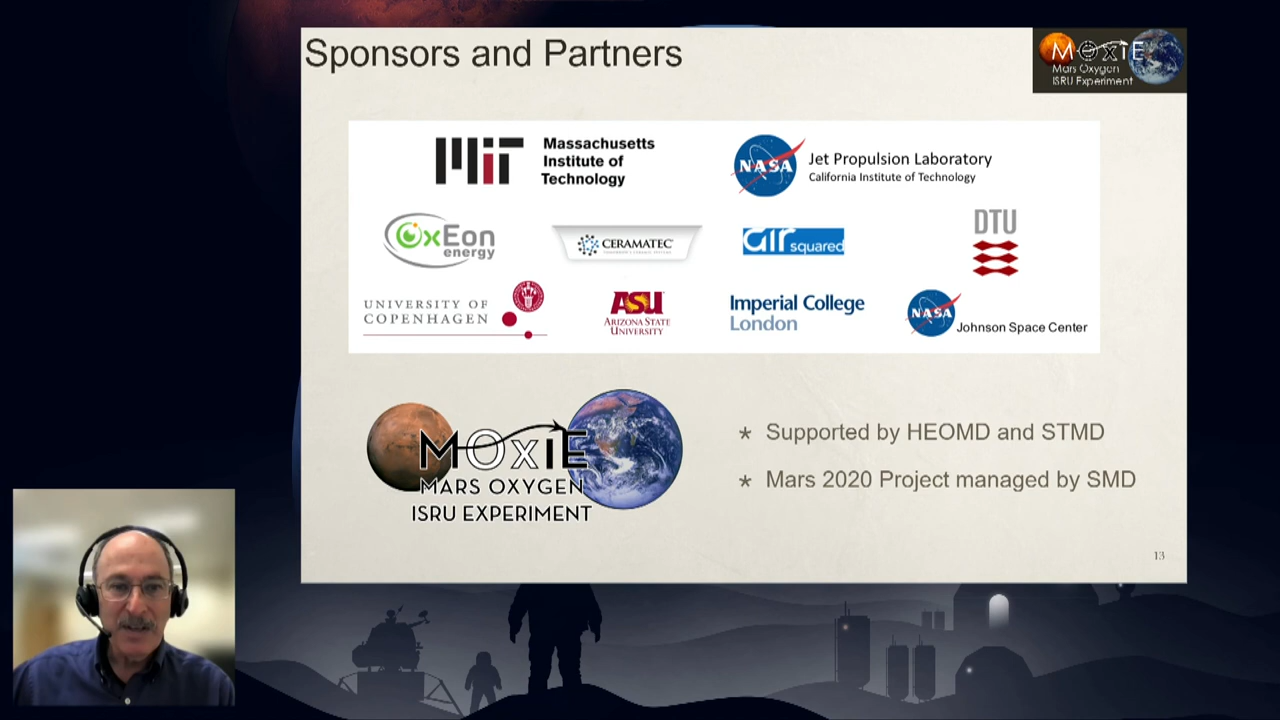 Sponsors and Partners
MOXIE
Mars Oxygen
ISRU Experiment
MIT
Massachusetts
Institute of
Technology
NASA
Jet Propulsion Laboratory
California Institute of Technology
OxEon
energy
CERAMATEC
air squared
DTU
UNIVERSITY OF
COPENHAGEN
ASU
ARIZONA STATE
UNIVERSITY
Imperial College
London
NASA
Johnson Space Center
MOXIE
MARS OXYGEN
ISRU EXPERIMENT
* Supported by HEOMD and STMD
* Mars 2020 Project managed by SMD
13